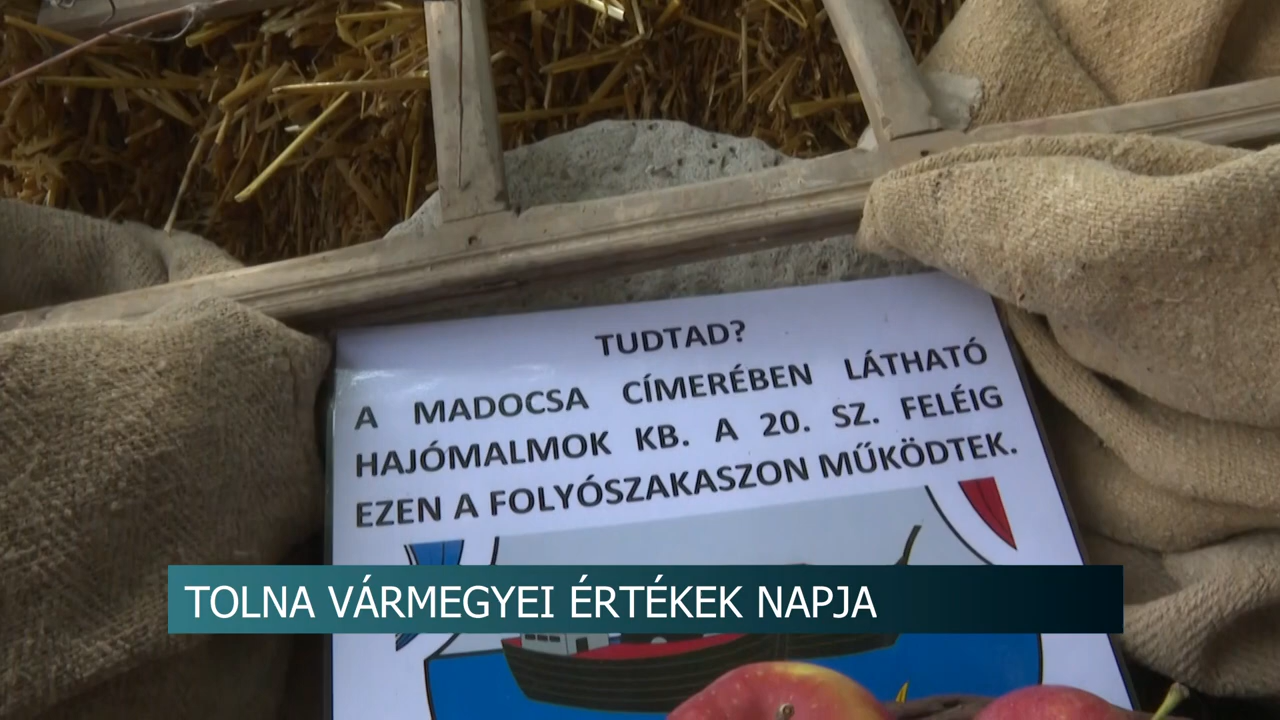 TUDTAD?
A MADOCSA CÍMERÉBEN LÁTHATÓ
HAJÓMALMOK KB. A 20. SZ. FELÉIG
EZEN A FOLYÓSZAKASZON MŰKÖDTEK.
TOLNA VÁRMEGYEI ÉRTÉKEK NAPJA